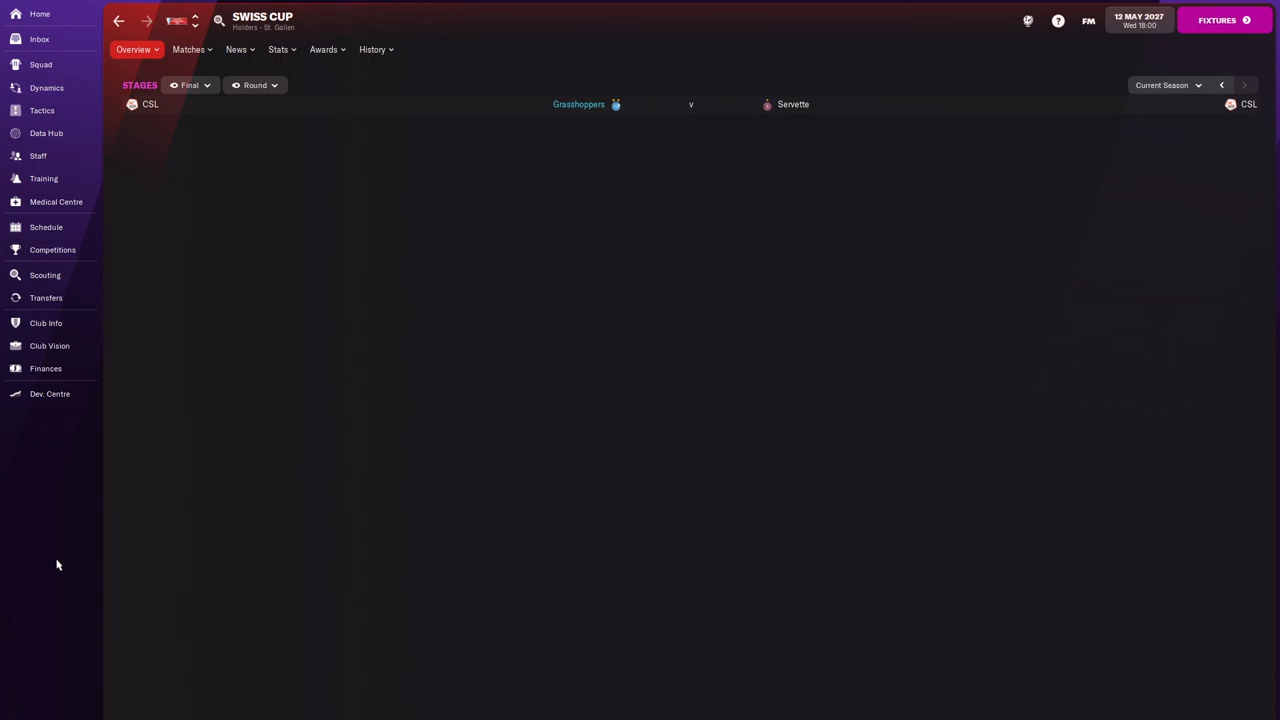 Home
Inbox
Squad
Dynamics
Tactics
Data Hub
Staff
Training
Medical Centre
Schedule
Competitions
Scouting
Transfers
Club Info
Club Vision
Finances
Dev. Centre
SWISS CUP
Holders - St. Gallen
? FM 12 MAY 2027 FIXTURES
Wed 18:00
Overview Matches News Stats Awards History
STAGES Final Round Current Season
CSL Grasshoppers v Servette CSL